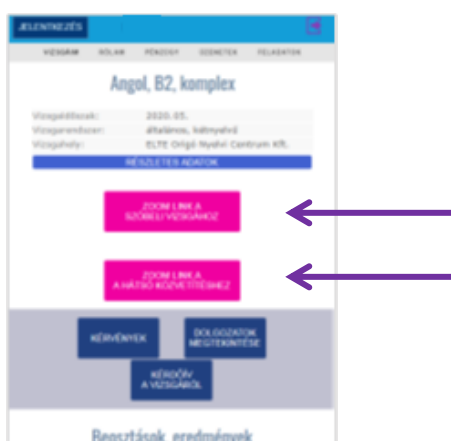 JELENTKEZÉS
VIZSGÁIM RÓLAM PÉNZÜGY ÜZENETEK FELADATOK
Angol, B2, komplex
Vizsgaidőszak: 2020.05.
Vizsgarendszer: általános, kétnyelvű
Vizsgahely: ELTE Origó Nyelvi Centrum Kft.
RÉSZLETES ADATOK
ZOOM LINK A
SZÓBELI VIZSGÁHOZ
ZOOM LINK A
A HÁTSÓ KÖZVETÍTÉSHEZ
KÉRVÉNYEK
DOLGOZATOK
MEGTEKINTÉSE
KÉRDŐÍV
A VIZSGÁRÓL
Beosztások, eredmények